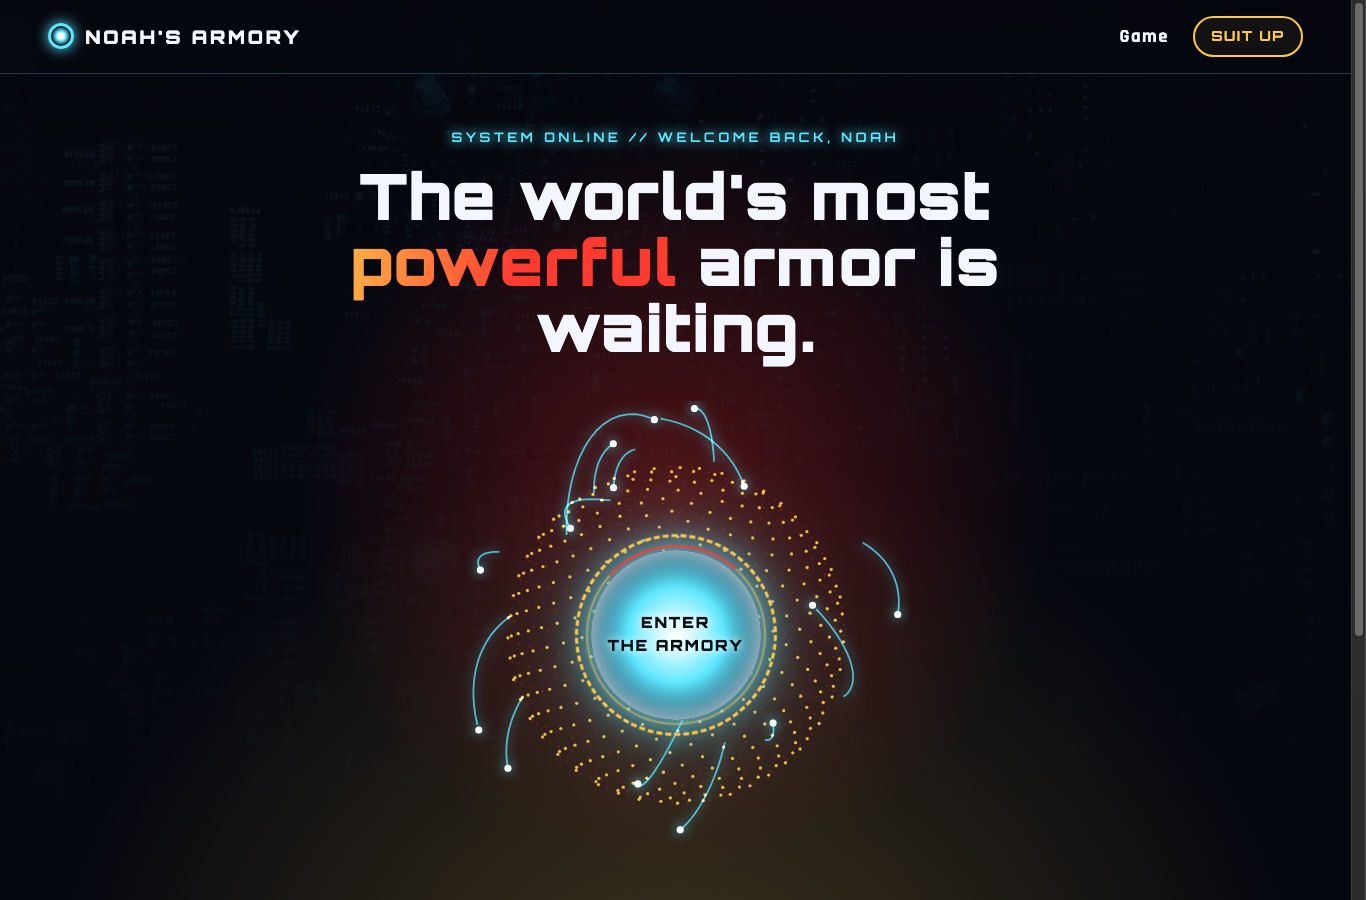 NOAH'S ARMORY
Game
SUIT UP
SYSTEM ONLINE // WELCOME BACK, NOAH
The world's most
powerful armor is
waiting.
ENTER
THE ARMORY